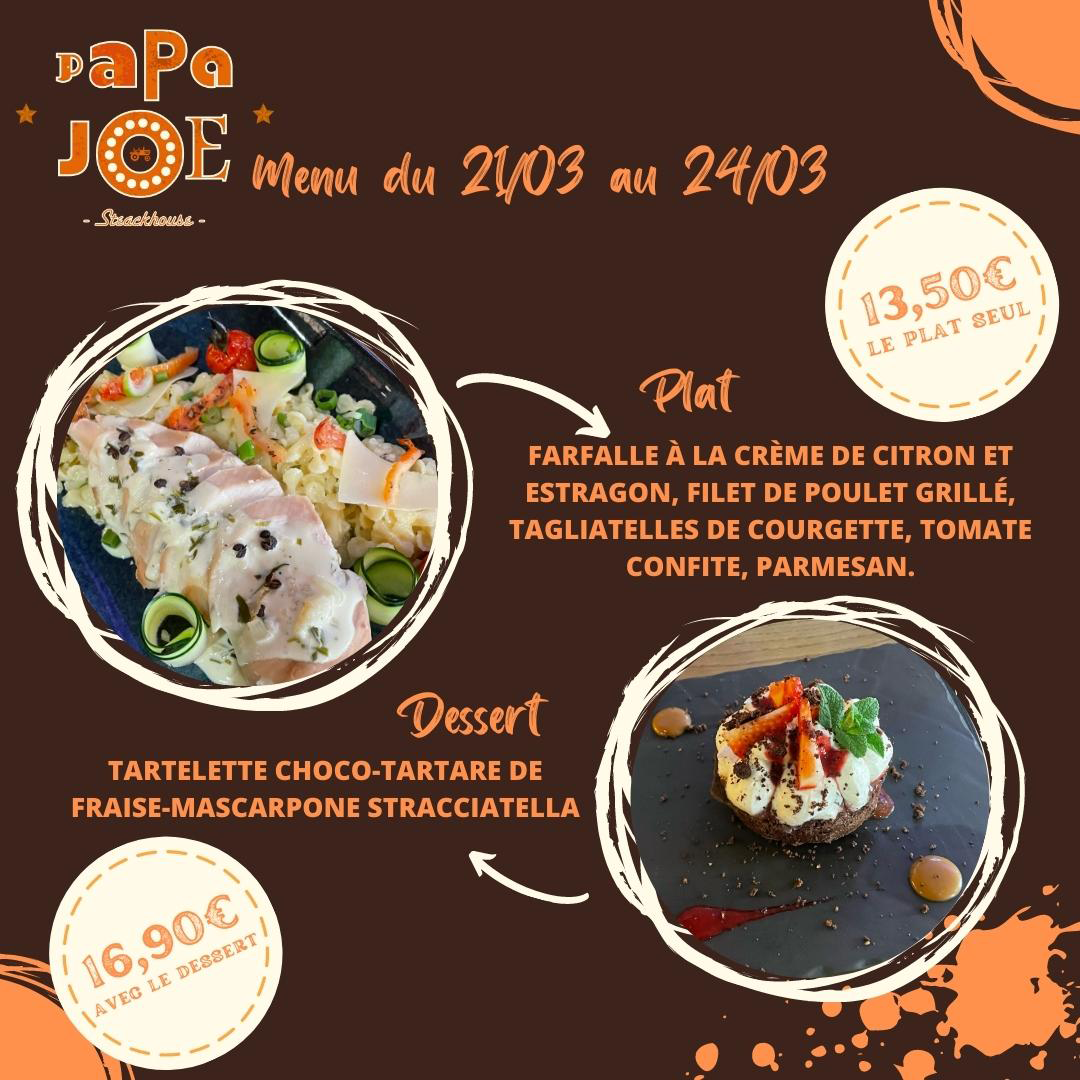 PAPA
JOE
- Steackhouse -
Menu du 21/03 au 24/03
13,50€
LE PLAT SEUL
Plat
FARFALLE À LA CRÈME DE CITRON ET
ESTRAGON, FILET DE POULET GRILLÉ,
TAGLIATELLES DE COURGETTE, TOMATE
CONFITE, PARMESAN.
Dessert
TARTELETTE CHOCO-TARTARE DE
FRAISE-MASCARPONE STRACCIATELLA
16,90€
AVEC LE DESSERT